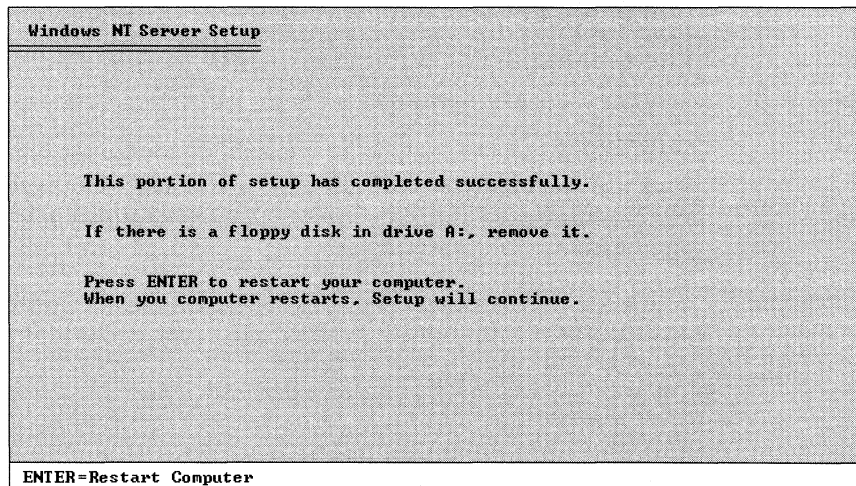 Windows NT Server Setup
This portion of setup has completed successfully.
If there is a floppy disk in drive A:, remove it.
Press ENTER to restart your computer.
When you computer restarts, Setup will continue.
ENTER=Restart Computer